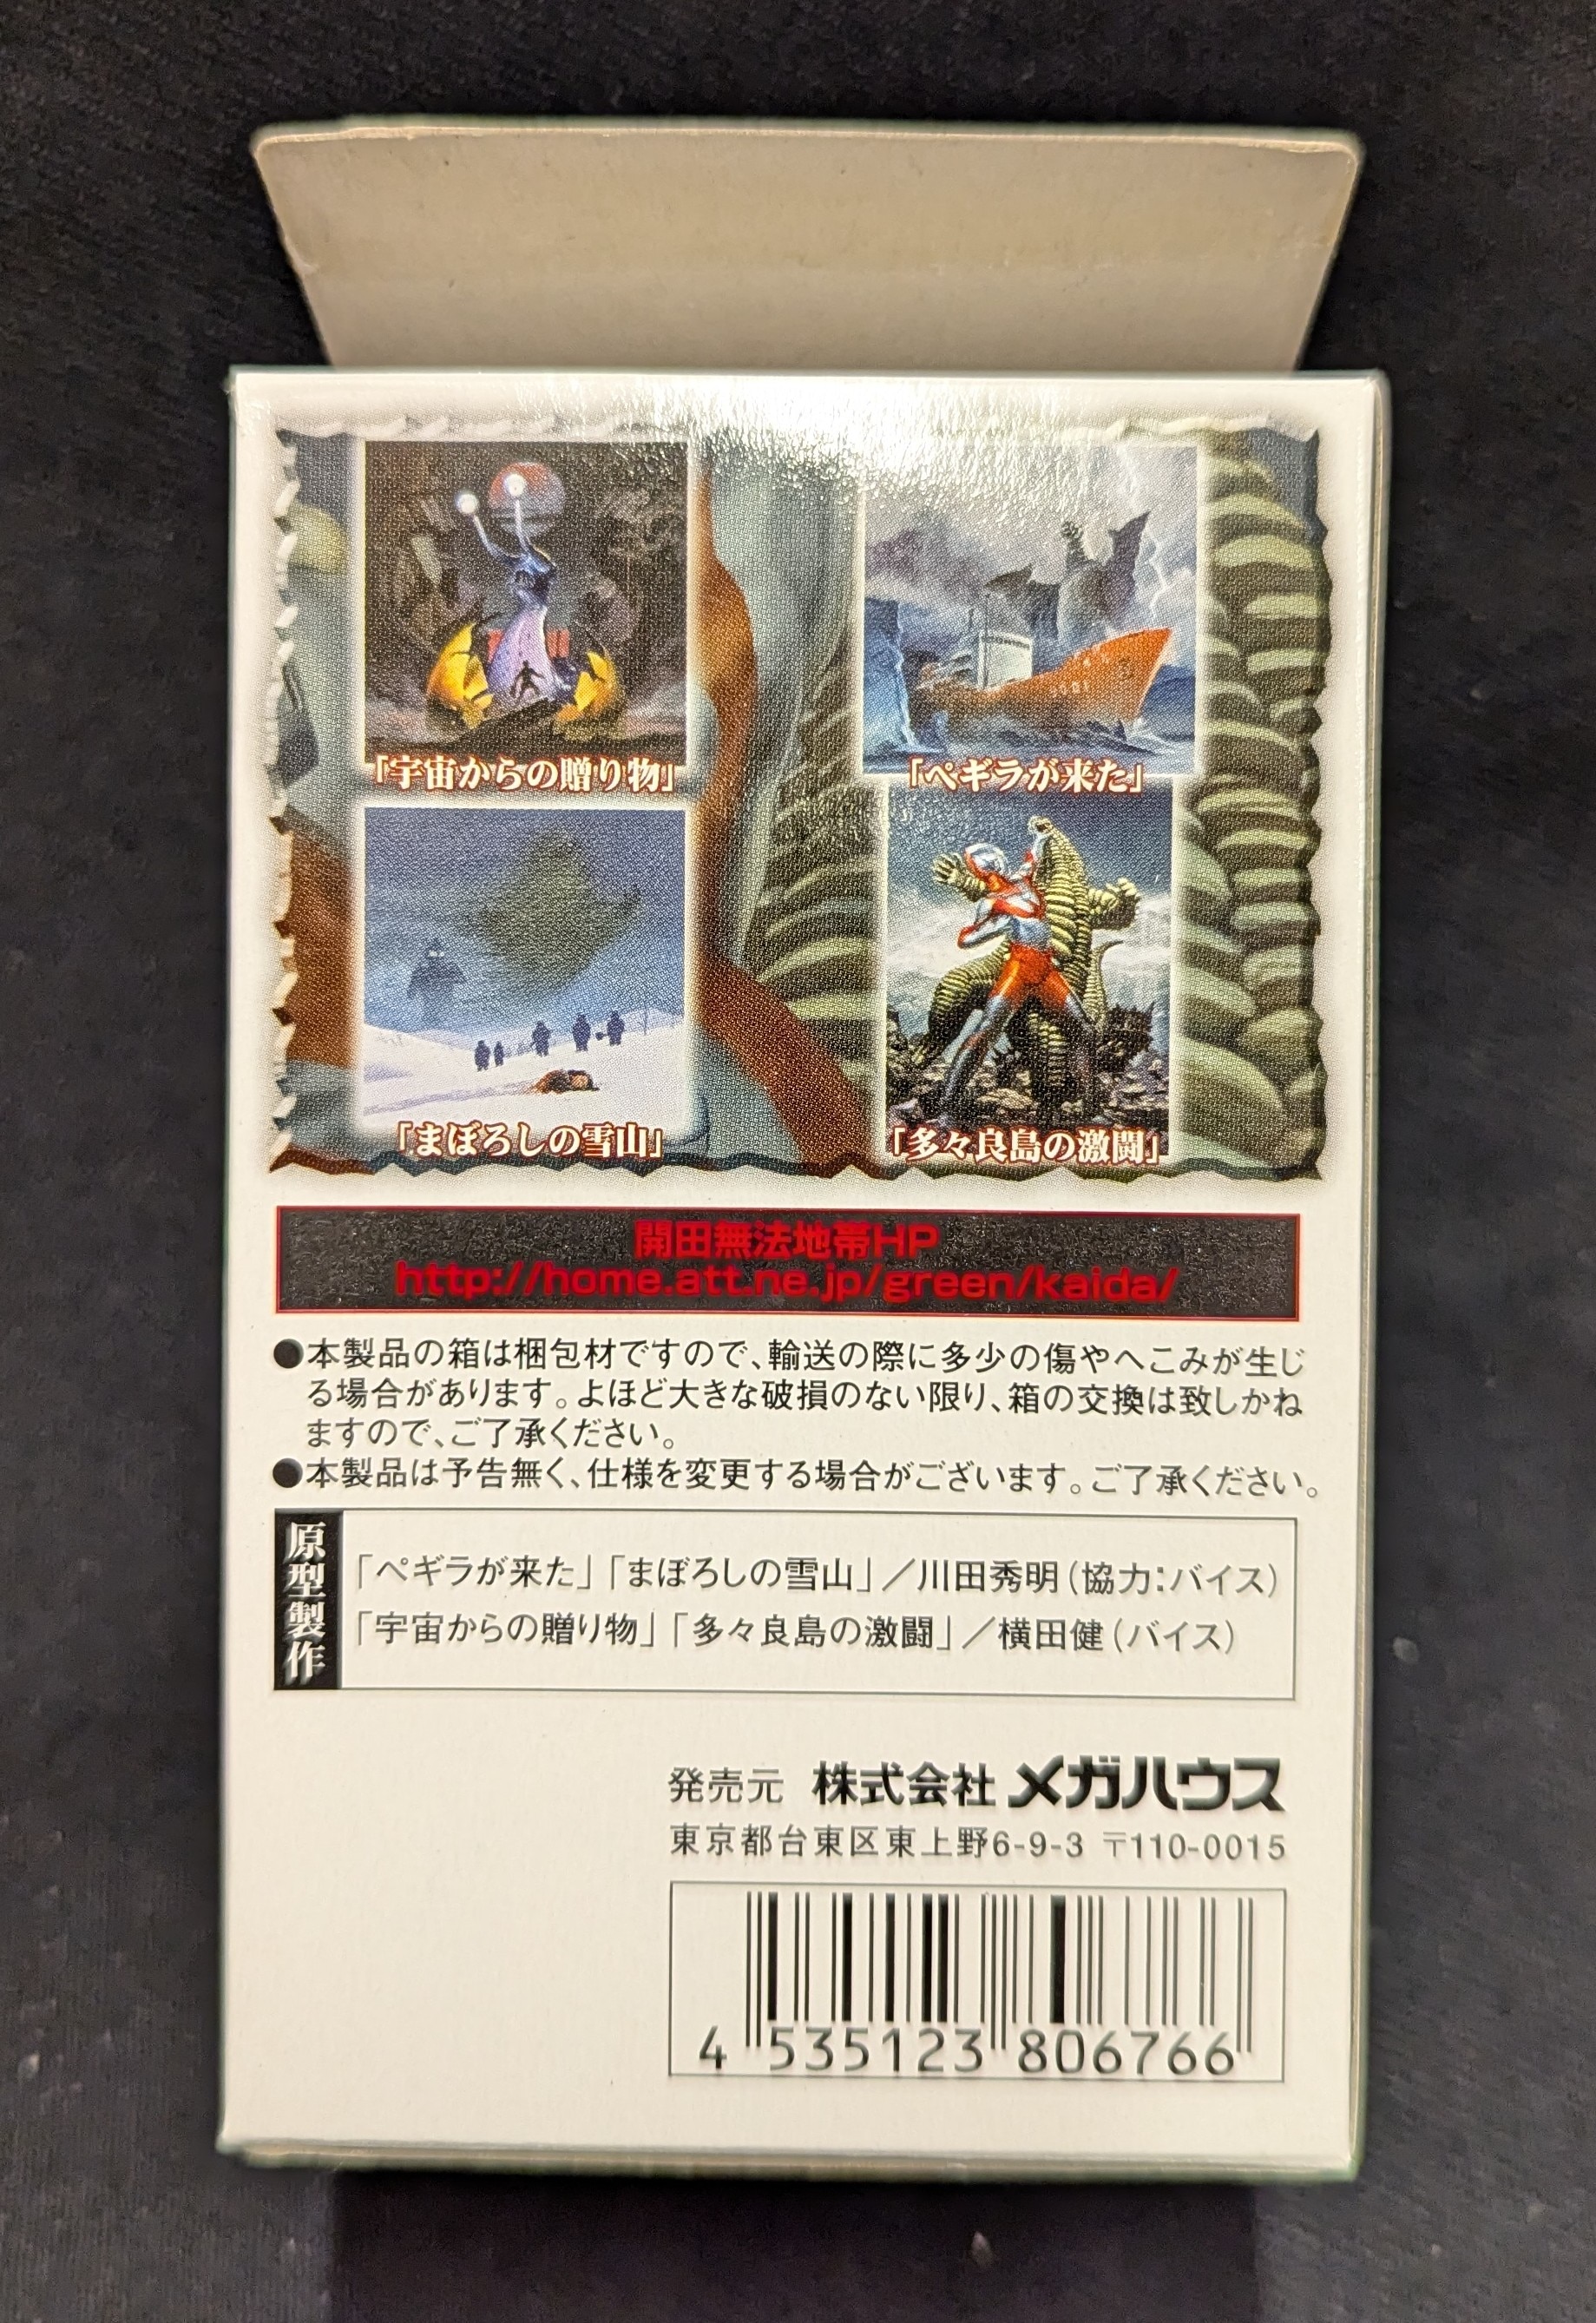 「宇宙からの贈り物」
「ペギラが来た」
「まぼろしの雪山」
「多々良島の激闘」
開田無法地帯HP
http://home.att.ne.jp/green/kaida/
●本製品の箱は梱包材ですので、輸送の際に多少の傷やへこみが生じ
る場合があります。よほど大きな破損のない限り、箱の交換は致しかね
ますので、ご了承ください。
●本製品は予告無く、仕様を変更する場合がございます。ご了承ください。
原型製作
「ペギラが来た」「まぼろしの雪山」／川田秀明(協力:バイス)
「宇宙からの贈り物」「多々良島の激闘」／横田健(バイス)
発売元 株式会社 メガハウス
東京都台東区東上野6-9-3 〒110-0015
4 535123 806766